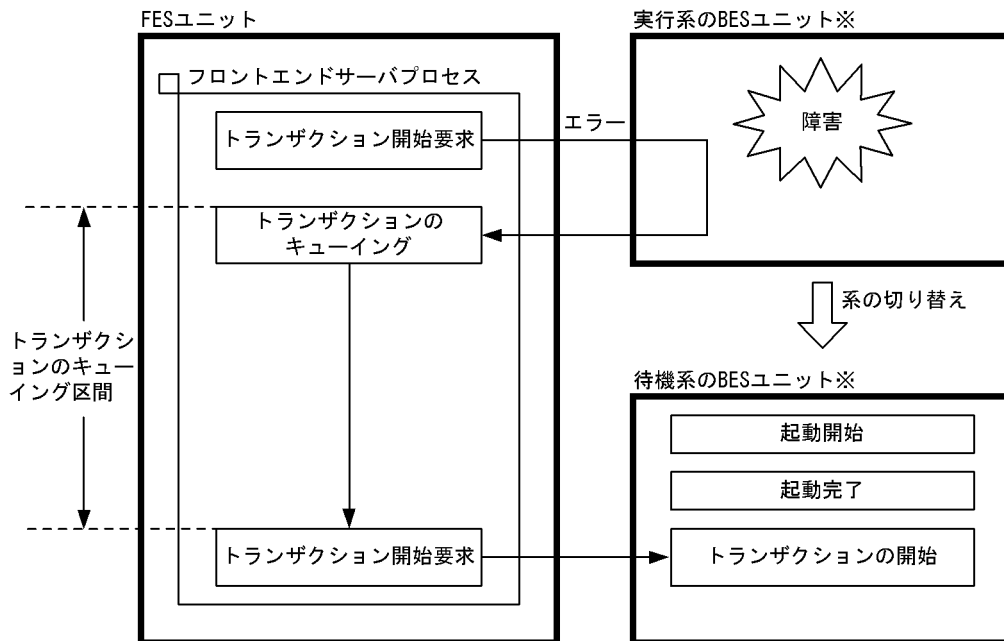 FESユニット
実行系のBESユニット※
フロントエンドサーバプロセス
トランザクション開始要求
エラー
障害
トランザクションの
キューイング
系の切り替え
トランザクシ
ョンのキュー
イング区間
待機系のBESユニット※
起動開始
起動完了
トランザクション開始要求
トランザクションの開始